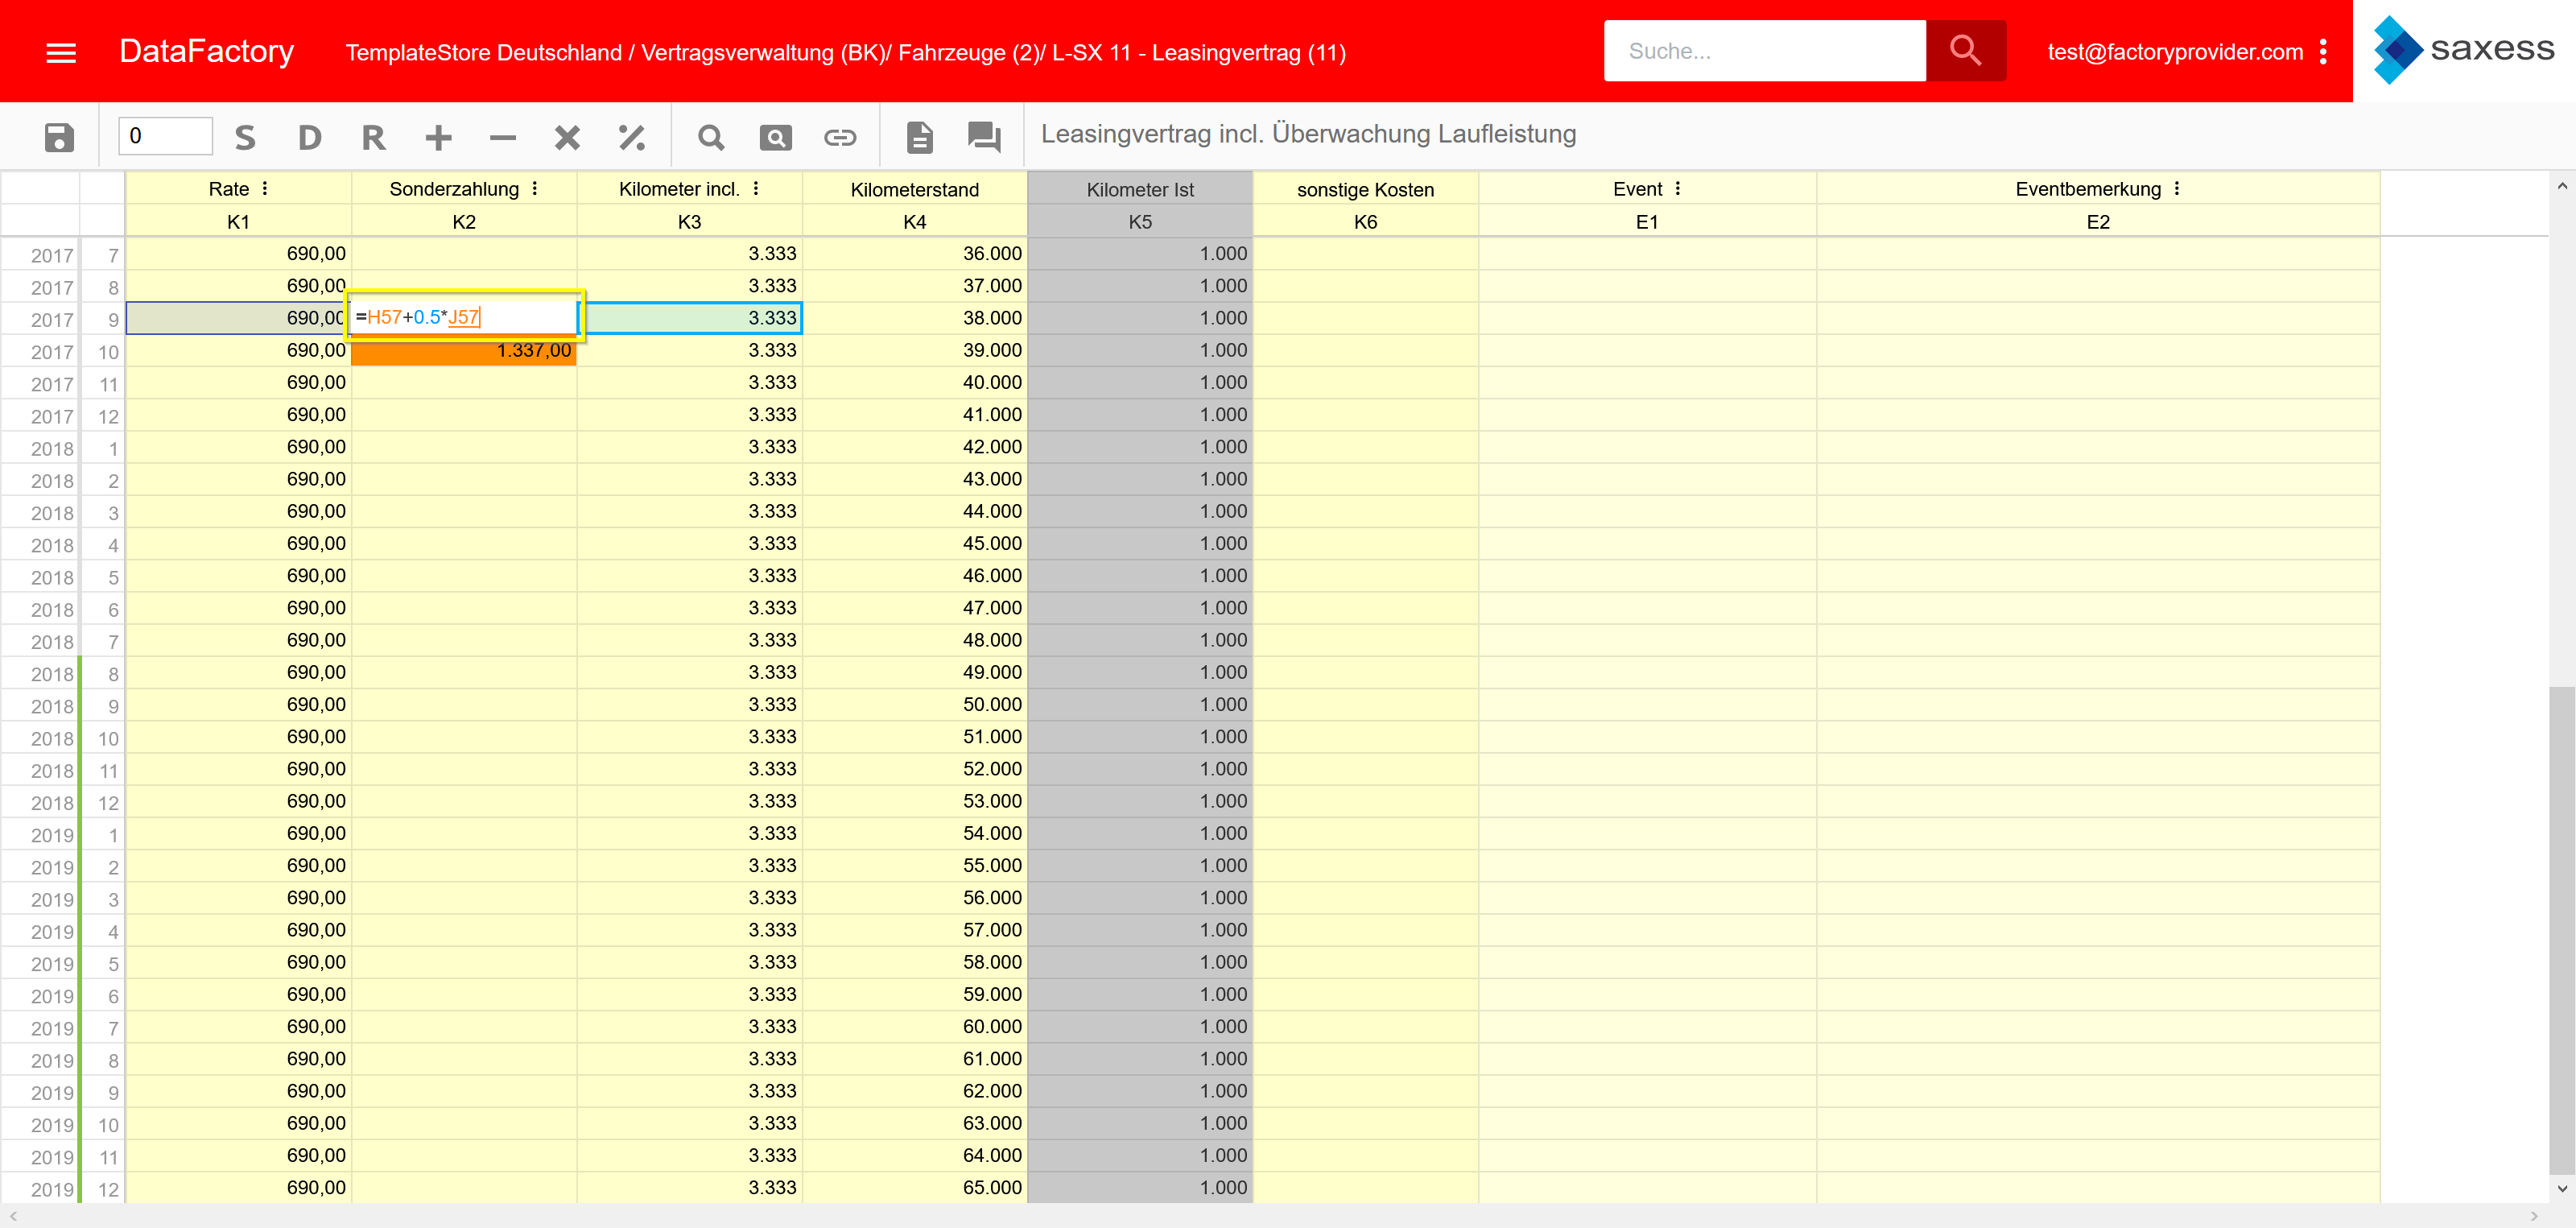 DataFactory TemplateStore Deutschland / Vertragsverwaltung (BK)/ Fahrzeuge (2)/ L-SX 11 - Leasingvertrag (11) Suche... test@factoryprovider.com saxess
0 S D R Leasingvertrag incl. Überwachung Laufleistung
Rate Sonderzahlung Kilometer incl. Kilometerstand Kilometer Ist sonstige Kosten Event Eventbemerkung
K1 K2 K3 K4 K5 K6 E1 E2
2017 7 690,00 3.333 36.000 1.000
2017 8 690,00 3.333 37.000 1.000
2017 9 690,00 =H57+0.5*J57 3.333 38.000 1.000
2017 10 690,00 1.337,00 3.333 39.000 1.000
2017 11 690,00 3.333 40.000 1.000
2017 12 690,00 3.333 41.000 1.000
2018 1 690,00 3.333 42.000 1.000
2018 2 690,00 3.333 43.000 1.000
2018 3 690,00 3.333 44.000 1.000
2018 4 690,00 3.333 45.000 1.000
2018 5 690,00 3.333 46.000 1.000
2018 6 690,00 3.333 47.000 1.000
2018 7 690,00 3.333 48.000 1.000
2018 8 690,00 3.333 49.000 1.000
2018 9 690,00 3.333 50.000 1.000
2018 10 690,00 3.333 51.000 1.000
2018 11 690,00 3.333 52.000 1.000
2018 12 690,00 3.333 53.000 1.000
2019 1 690,00 3.333 54.000 1.000
2019 2 690,00 3.333 55.000 1.000
2019 3 690,00 3.333 56.000 1.000
2019 4 690,00 3.333 57.000 1.000
2019 5 690,00 3.333 58.000 1.000
2019 6 690,00 3.333 59.000 1.000
2019 7 690,00 3.333 60.000 1.000
2019 8 690,00 3.333 61.000 1.000
2019 9 690,00 3.333 62.000 1.000
2019 10 690,00 3.333 63.000 1.000
2019 11 690,00 3.333 64.000 1.000
2019 12 690,00 3.333 65.000 1.000